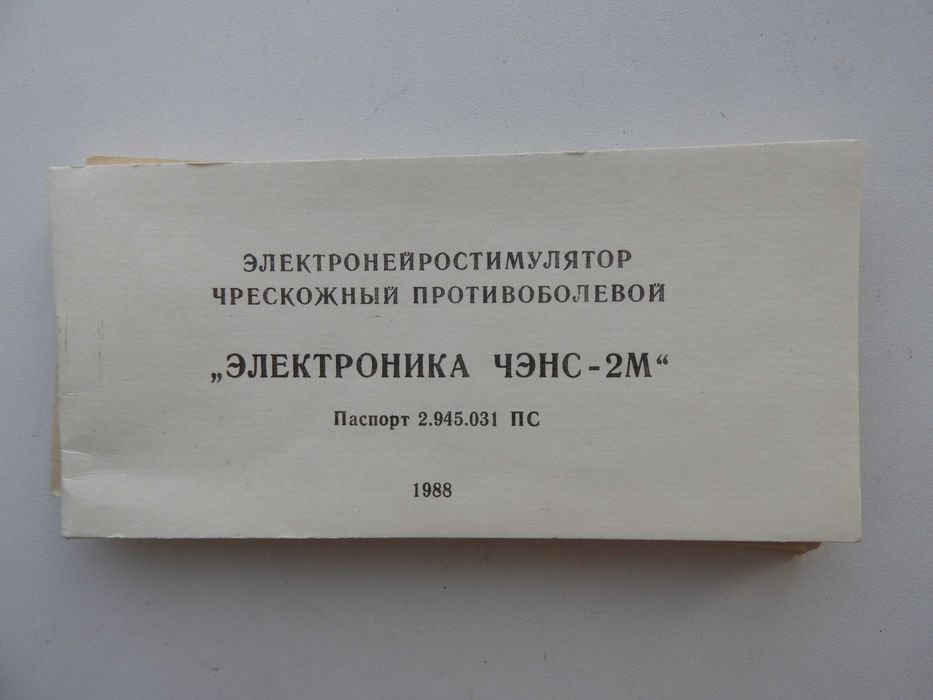 ЭЛЕКТРОНЕЙРОСТИМУЛЯТОР
ЧРЕСКОЖНЫЙ ПРОТИВОБОЛЕВОЙ
„ЭЛЕКТРОНИКА ЧЭНС-2М“
Паспорт 2.945.031 ПС
1988